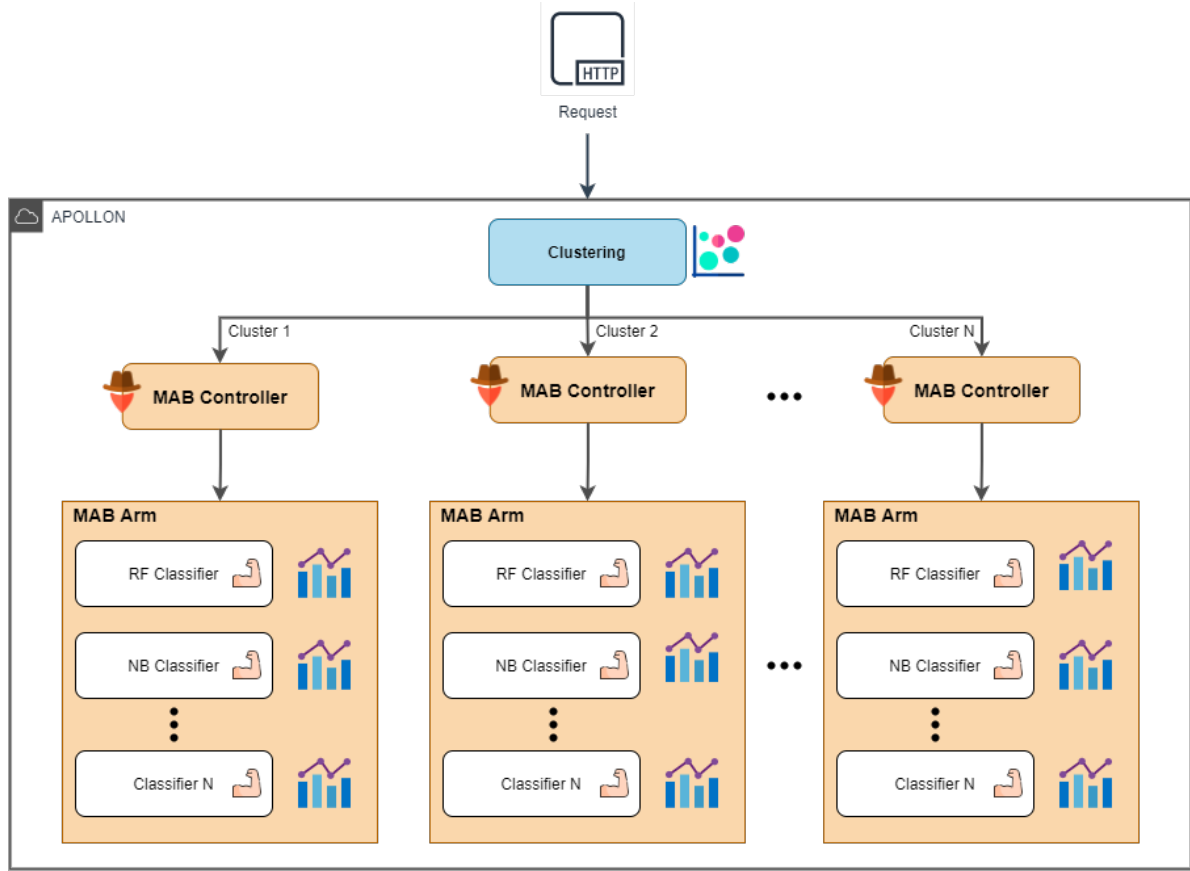 HTTP
Request
APOLLON
Clustering
Cluster 1
Cluster 2
Cluster N
MAB Controller
MAB Controller
MAB Controller
MAB Arm
RF Classifier
NB Classifier
Classifier N
MAB Arm
RF Classifier
NB Classifier
Classifier N
MAB Arm
RF Classifier
NB Classifier
Classifier N